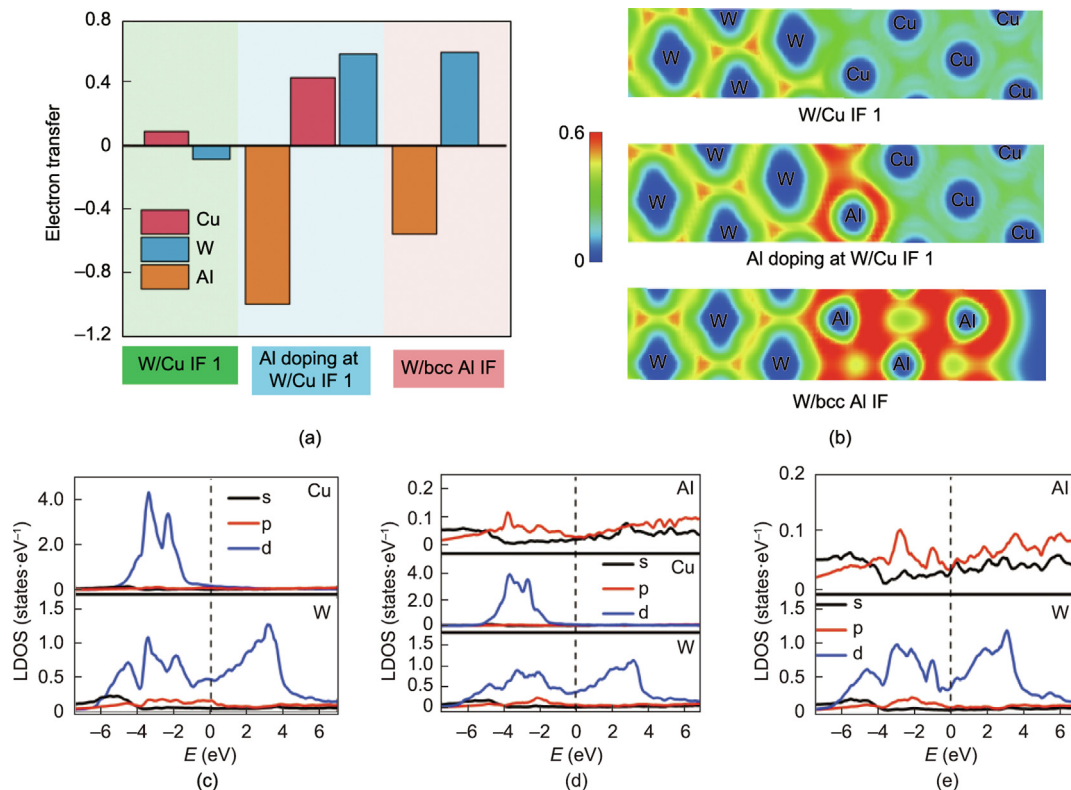 0.8
0.4
0
−0.4
−0.8
−1.2
Electron transfer
Cu
W
Al
W/Cu IF 1
Al doping at
W/Cu IF 1
W/bcc Al IF
(a)
W
W
W
W
Cu
Cu
Cu
Cu
W/Cu IF 1
0.6
0
W
W
W
W
Al
Cu
Cu
Cu
Cu
Al doping at W/Cu IF 1
W
W
W
W
Al
Al
Al
W/bcc Al IF
(b)
LDOS (states·eV⁻¹)
4.0
2.0
0
s
p
d
Cu
1.5
1.0
0.5
0
W
−6 −4 −2 0 2 4 6
E (eV)
(c)
LDOS (states·eV⁻¹)
0.2
0.1
0
Al
4.0
2.0
0
s
p
d
Cu
1.5
1.0
0.5
0
W
−6 −4 −2 0 2 4 6
E (eV)
(d)
LDOS (states·eV⁻¹)
0.2
0.1
0
Al
1.5
1.0
0.5
0
s
p
d
W
−6 −4 −2 0 2 4 6
E (eV)
(e)